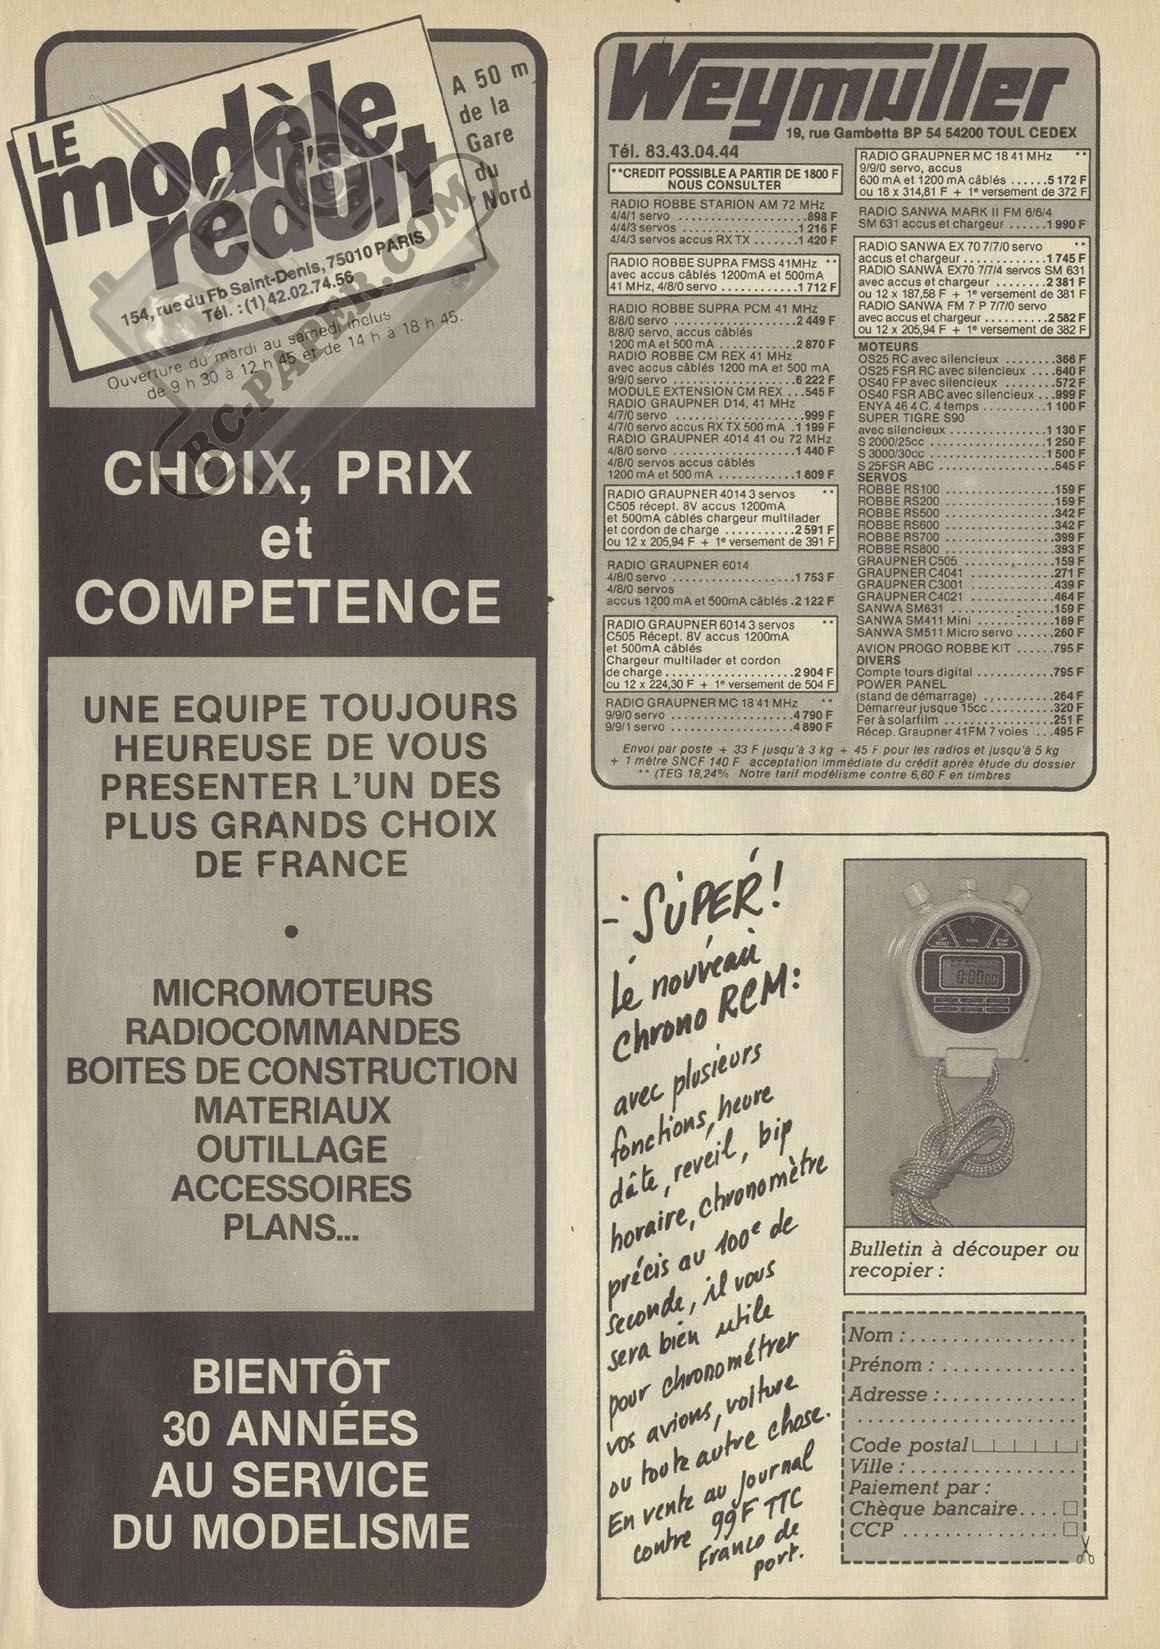 LE
modèle
réduit
A 50 m
de la
Gare
du
Nord
154, rue du Fb Saint-Denis, 75010 PARIS
Tél. : (1) 42.02.74.56
Ouverture du mardi au samedi inclus
de 9 h 30 à 12 h 45 et de 14 h à 18 h 45.
RC-PAPER.COM
CHOIX, PRIX
et
COMPETENCE
UNE EQUIPE TOUJOURS
HEUREUSE DE VOUS
PRESENTER L'UN DES
PLUS GRANDS CHOIX
DE FRANCE
•
MICROMOTEURS
RADIOCOMMANDES
BOITES DE CONSTRUCTION
MATERIAUX
OUTILLAGE
ACCESSOIRES
PLANS...
BIENTÔT
30 ANNÉES
AU SERVICE
DU MODELISME
Weymuller
19, rue Gambetta BP 54 54200 TOUL CEDEX
Tél. 83.43.04.44
**CREDIT POSSIBLE A PARTIR DE 1800 F
NOUS CONSULTER
RADIO ROBBE STARION AM 72 MHz
4/4/1 servo ..................898 F
4/4/3 servos ..................1 216 F
4/4/3 servos accus RX TX .......1 420 F
RADIO ROBBE SUPRA FMSS 41MHz **
avec accus câblés 1200mA et 500mA
41 MHz, 4/8/0 servo ............1 712 F
RADIO ROBBE SUPRA PCM 41 MHz
8/8/0 servo ..................2 449 F
8/8/0 servo, accus câblés
1200 mA et 500 mA ............2 870 F
RADIO ROBBE CM REX 41 MHz
avec accus câblés 1200 mA et 500 mA
9/9/0 servo ..................6 222 F
MODULE EXTENSION CM REX ...545 F
RADIO GRAUPNER D14, 41 MHz
4/7/0 servo ..................999 F
4/7/0 servo accus RX TX 500 mA .1 199 F
RADIO GRAUPNER 4014 41 ou 72 MHz
4/8/0 servo ..................1 440 F
4/8/0 servos accus câblés
1200 mA et 500 mA ............1 809 F
RADIO GRAUPNER 4014 3 servos **
C505 récept. 8V accus 1200mA
et 500mA câblés chargeur multilader
et cordon de charge ............2 591 F
ou 12 x 205,94 F + 1e versement de 391 F
RADIO GRAUPNER 6014
4/8/0 servo ..................1 753 F
4/8/0 servos
accus 1200 mA et 500mA câblés .2 122 F
RADIO GRAUPNER 6014 3 servos **
C505 Récept. 8V accus 1200mA
et 500mA câblés
Chargeur multilader et cordon
de charge ..................2 904 F
ou 12 x 224,30 F + 1e versement de 504 F
RADIO GRAUPNER MC 18 41 MHz **
9/9/0 servo ..................4 790 F
9/9/1 servo ..................4 890 F
RADIO GRAUPNER MC 18 41 MHz **
9/9/0 servo, accus
600 mA et 1200 mA câblés ......5 172 F
ou 18 x 314,81 F + 1e versement de 372 F
RADIO SANWA MARK II FM 6/6/4
SM 631 accus et chargeur .......1 990 F
RADIO SANWA EX 70 7/7/0 servo **
accus et chargeur ...............1 745 F
RADIO SANWA EX70 7/7/4 servos SM 631
avec accus et chargeur ..........2 381 F
ou 12 x 187,58 F + 1e versement de 381 F
RADIO SANWA FM 7 P 7/7/0 servo
avec accus et chargeur ..........2 582 F
ou 12 x 205,94 F + 1e versement de 382 F
MOTEURS
OS25 RC avec silencieux ........366 F
OS25 FSR RC avec silencieux ....640 F
OS40 FP avec silencieux ........572 F
OS40 FSR ABC avec silencieux ...999 F
ENYA 46 4 C. 4 temps ..........1 100 F
SUPER TIGRE S90
avec silencieux ...............1 130 F
S 2000/25cc ...............1 250 F
S 3000/30cc ...............1 500 F
S 25FSR ABC ...............545 F
SERVOS
ROBBE RS100 ...............159 F
ROBBE RS200 ...............159 F
ROBBE RS500 ...............342 F
ROBBE RS600 ...............342 F
ROBBE RS700 ...............399 F
ROBBE RS800 ...............393 F
GRAUPNER C505 ...............159 F
GRAUPNER C4041 ...............271 F
GRAUPNER C3001 ...............439 F
GRAUPNER C4021 ...............464 F
SANWA SM631 ...............159 F
SANWA SM411 Mini ...............189 F
SANWA SM511 Micro servo ......260 F
AVION PROGO ROBBE KIT ......795 F
DIVERS
Compte tours digital ............795 F
POWER PANEL
(stand de démarrage) ............264 F
Démarreur jusque 15cc ..........320 F
Fer à solarfilm ...............251 F
Récep. Graupner 41FM 7 voies ...495 F
Envoi par poste + 33 F jusqu'à 3 kg + 45 F pour les radios et jusqu'à 5 kg
+ 1 mètre SNCF 140 F acceptation immédiate du crédit après étude du dossier
** (TEG 18,24% Notre tarif modélisme contre 6,60 F en timbres
- SUPER!
Le nouveau
chrono RCM:
avec plusieurs
fonctions, heure
dâte, reveil, bip
horaire, chronomètre
précis au 100e de
seconde, il vous
sera bien utile
pour chronométrer
vos avions, voiture
ou toute autre chose.
En vente au journal
contre 99F TTC
Franco de
port.
LAP
RESET
MODE
START
STOP
0:00 00
Bulletin à découper ou
recopier :
Nom : ................
Prénom : ..............
Adresse : ..............
......................
Code postal
Ville : ................
Paiement par :
Chèque bancaire.... □
CCP ................ □